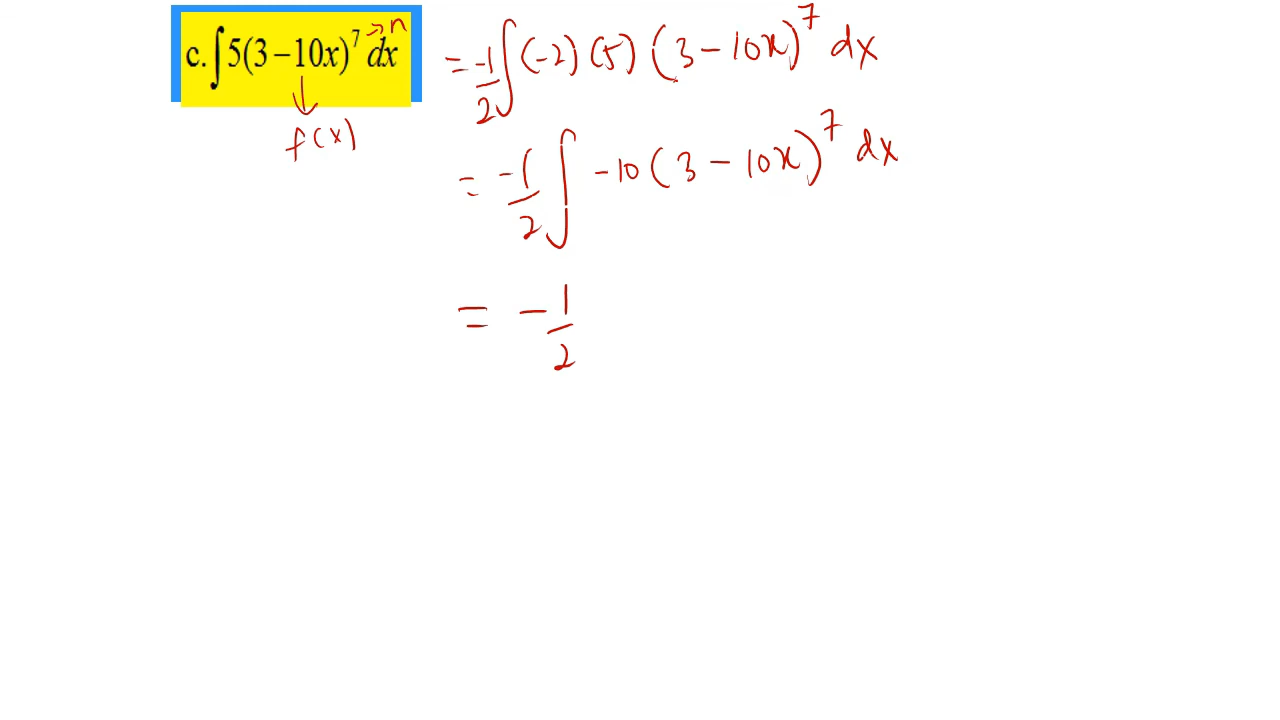 c. ∫5(3−10x)⁷ dx → n
f(x)
= -1/2 ∫ (-2) (5) (3 - 10x)⁷ dx
= -1/2 ∫ -10 (3 - 10x)⁷ dx
= - 1/2